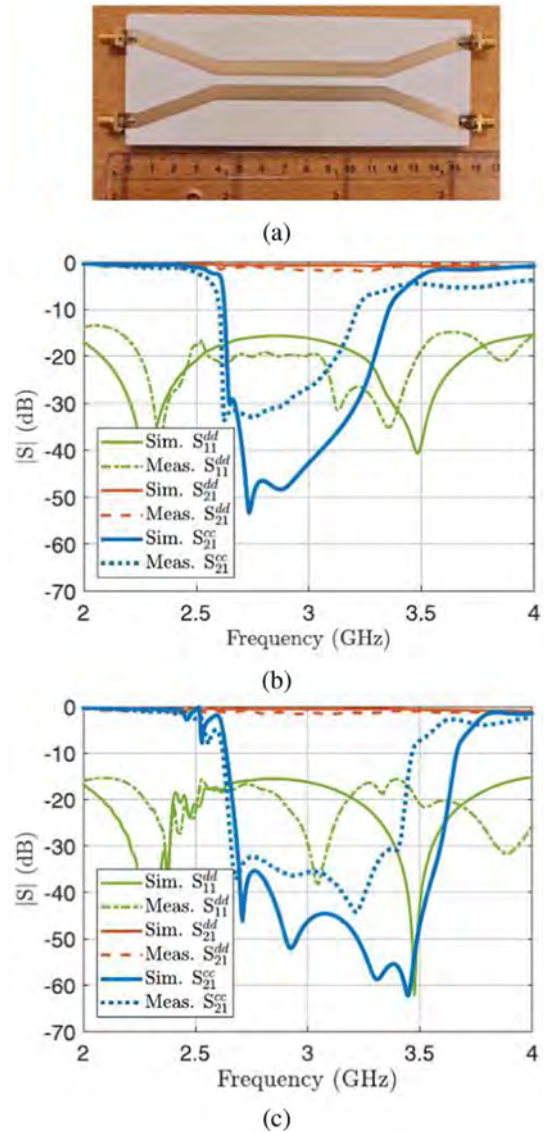 (a)
0
-10
-20
-30
-40
-50
-60
-70
|S| (dB)
Sim. S₁₁ᵈᵈ
Meas. S₁₁ᵈᵈ
Sim. S₂₁ᵈᵈ
Meas. S₂₁ᵈᵈ
Sim. S₂₁ᶜᶜ
Meas. S₂₁ᶜᶜ
2 2.5 3 3.5 4
Frequency (GHz)
(b)
0
-10
-20
-30
-40
-50
-60
-70
|S| (dB)
Sim. S₁₁ᵈᵈ
Meas. S₁₁ᵈᵈ
Sim. S₂₁ᵈᵈ
Meas. S₂₁ᵈᵈ
Sim. S₂₁ᶜᶜ
Meas. S₂₁ᶜᶜ
2 2.5 3 3.5 4
Frequency (GHz)
(c)